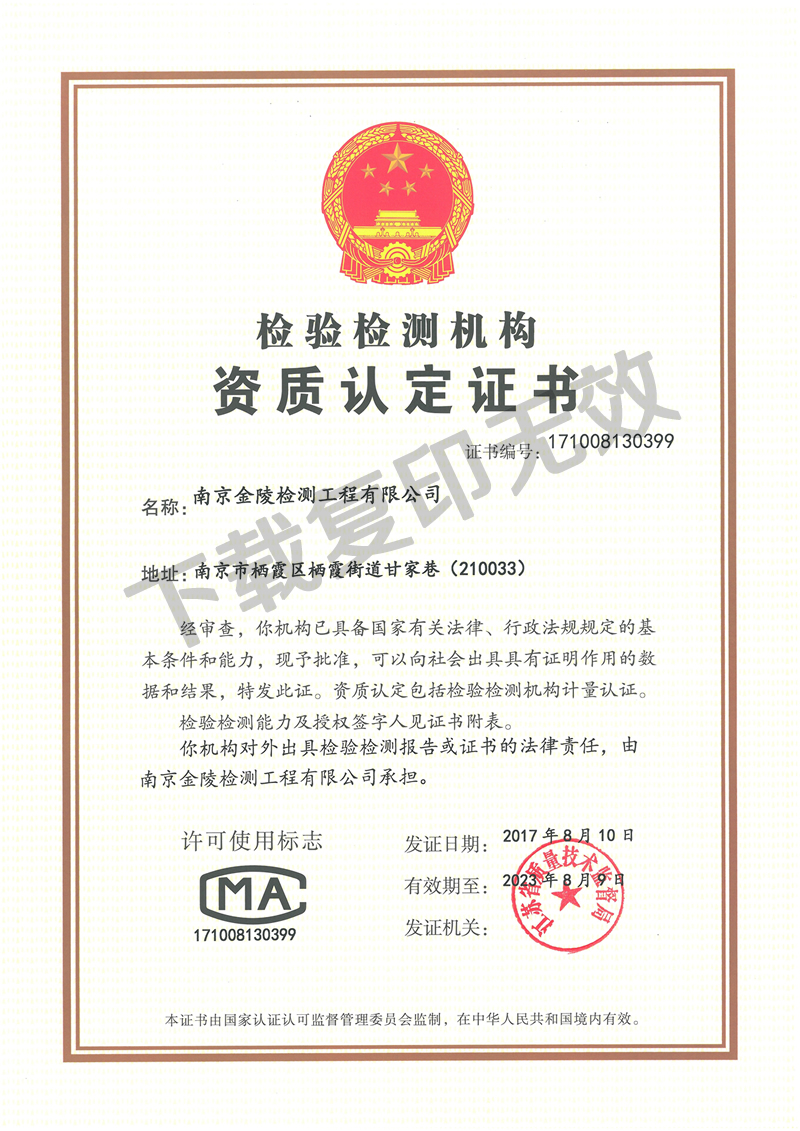 检验检测机构
资质认定证书
证书编号：171008130399
名称：南京金陵检测工程有限公司
地址：南京市栖霞区栖霞街道甘家巷（210033）
经审查，你机构已具备国家有关法律、行政法规规定的基
本条件和能力，现予批准，可以向社会出具具有证明作用的数
据和结果，特发此证。资质认定包括检验检测机构计量认证。
检验检测能力及授权签字人见证书附表。
你机构对外出具检验检测报告或证书的法律责任，由
南京金陵检测工程有限公司承担。
许可使用标志
MA
171008130399
发证日期：2017年8月10日
有效期至：2023年8月9日
发证机关：
江苏省质量技术监督局
本证书由国家认证认可监督管理委员会监制，在中华人民共和国境内有效。
下载复印无效